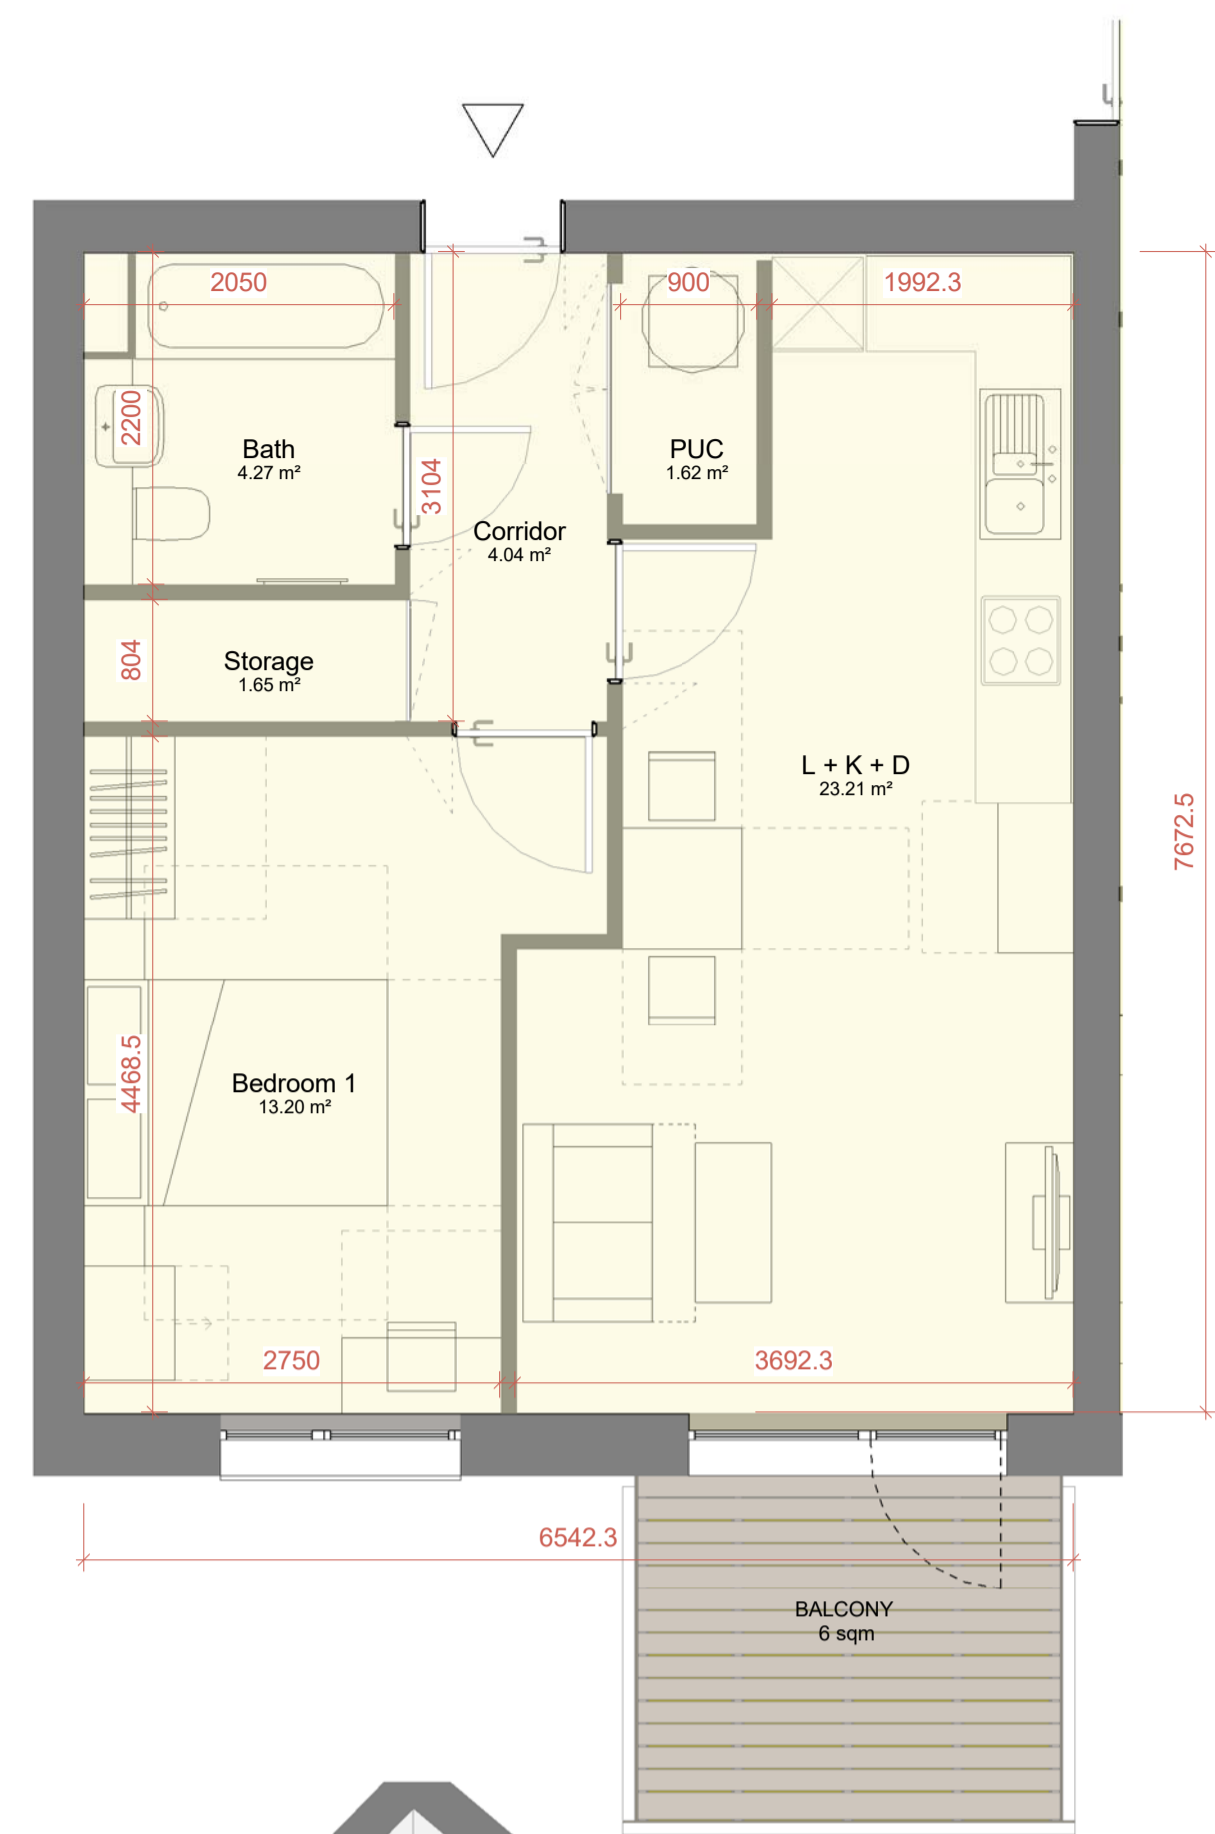 2050
900
1992.3
2200
Bath
4.27 m²
3104
PUC
1.62 m²
Corridor
4.04 m²
804
Storage
1.65 m²
L + K + D
23.21 m²
7672.5
4468.5
Bedroom 1
13.20 m²
2750
3692.3
6542.3
BALCONY
6 sqm